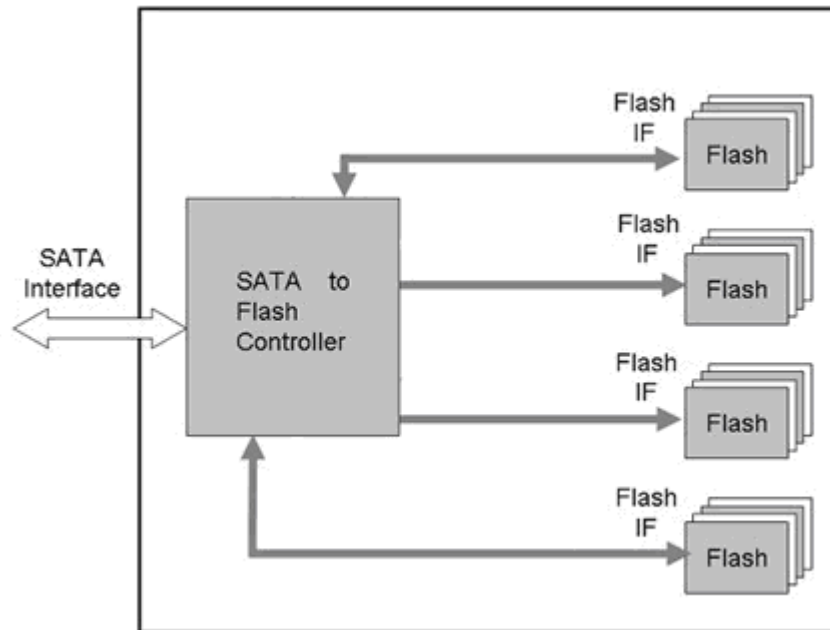 SATA
Interface
SATA to
Flash
Controller
Flash
IF
Flash
Flash
IF
Flash
Flash
IF
Flash
Flash
IF
Flash